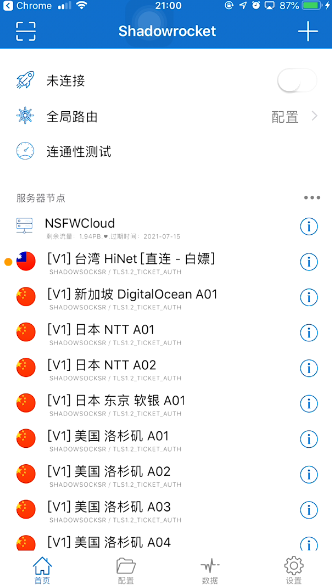 Chrome
21:00
87%
Shadowrocket
未连接
全局路由
配置
连通性测试
服务器节点
NSFWCloud
剩余流量: 1.94PB ♥ 过期时间: 2021-07-15
[V1] 台湾 HiNet [直连 - 白嫖]
SHADOWSOCKSR / TLS1.2_TICKET_AUTH
[V1] 新加坡 DigitalOcean A01
SHADOWSOCKSR / TLS1.2_TICKET_AUTH
[V1] 日本 NTT A01
SHADOWSOCKSR / TLS1.2_TICKET_AUTH
[V1] 日本 NTT A02
SHADOWSOCKSR / TLS1.2_TICKET_AUTH
[V1] 日本 东京 软银 A01
SHADOWSOCKSR / TLS1.2_TICKET_AUTH
[V1] 美国 洛杉矶 A01
SHADOWSOCKSR / TLS1.2_TICKET_AUTH
[V1] 美国 洛杉矶 A02
SHADOWSOCKSR / TLS1.2_TICKET_AUTH
[V1] 美国 洛杉矶 A03
SHADOWSOCKSR / TLS1.2_TICKET_AUTH
[V1] 美国 洛杉矶 A04
首页
配置
数据
设置